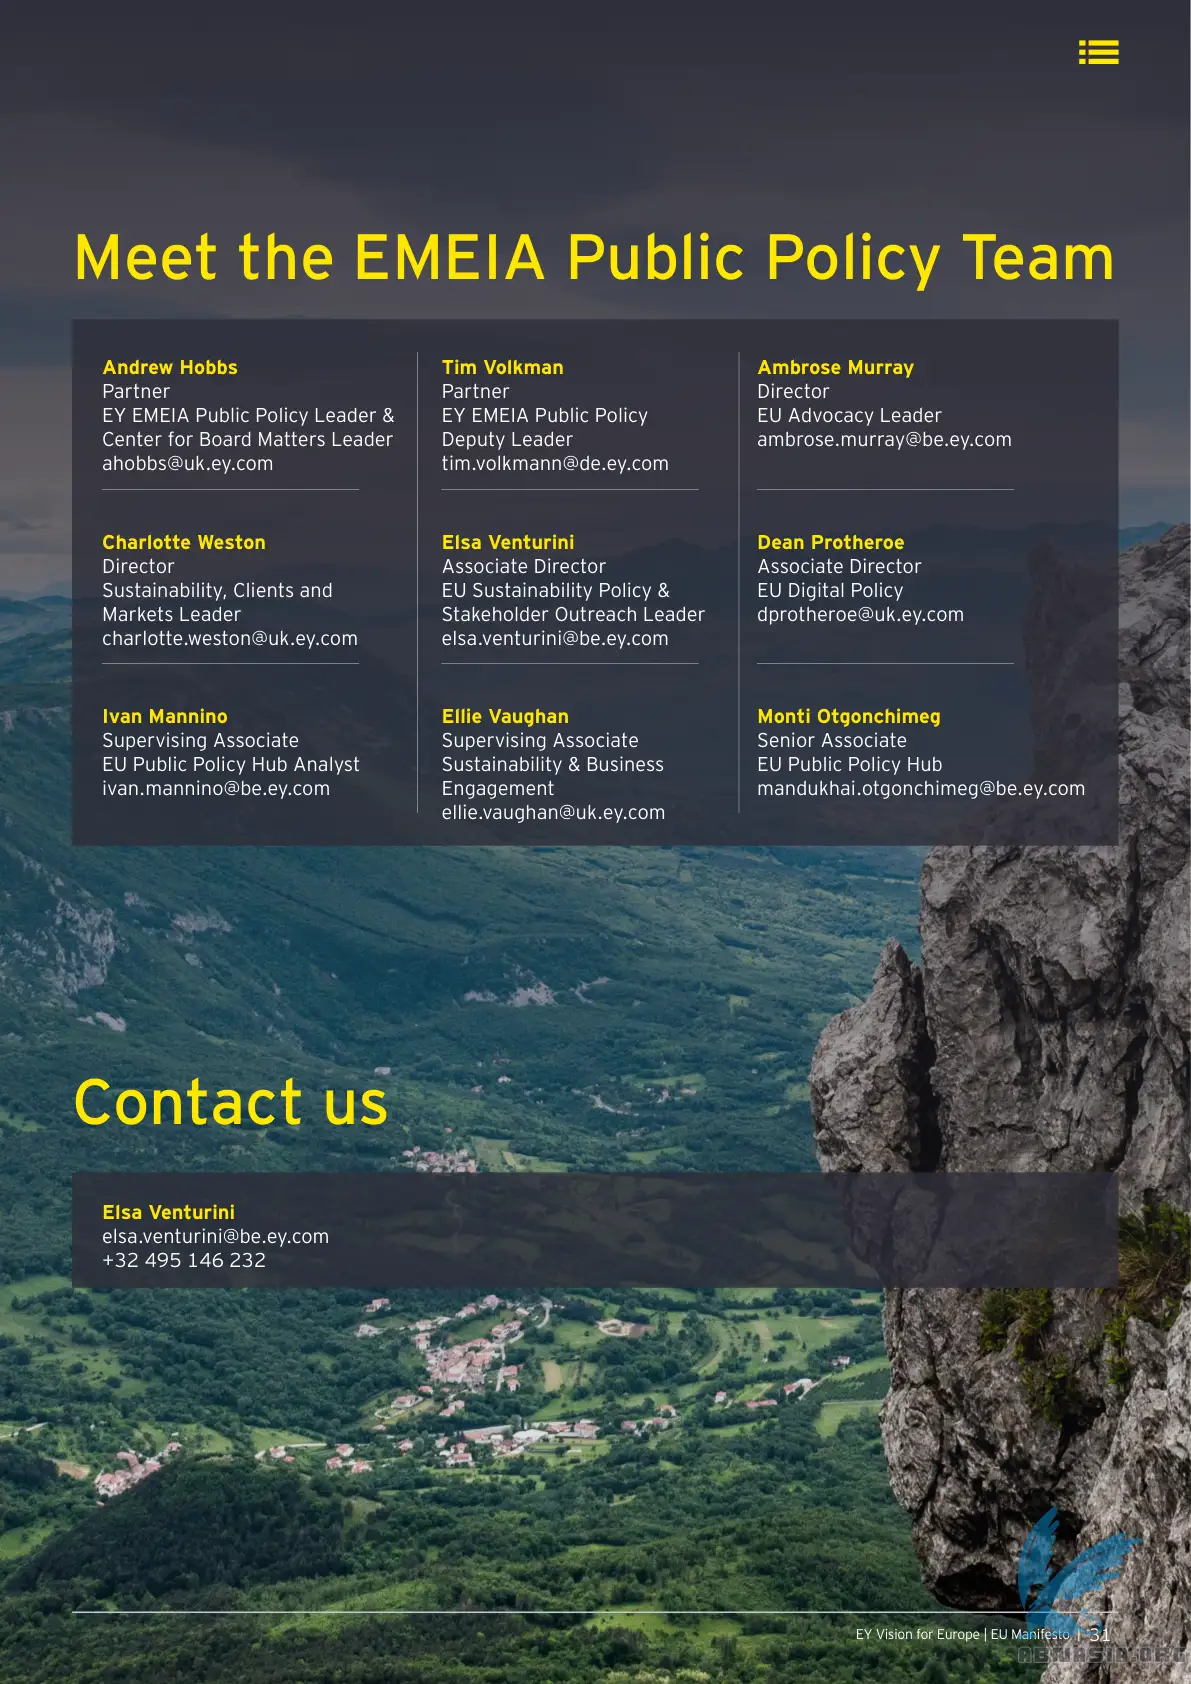 Meet the EMEIA Public Policy Team
Andrew Hobbs
Partner
EY EMEIA Public Policy Leader &
Center for Board Matters Leader
ahobbs@uk.ey.com
Tim Volkman
Partner
EY EMEIA Public Policy
Deputy Leader
tim.volkmann@de.ey.com
Ambrose Murray
Director
EU Advocacy Leader
ambrose.murray@be.ey.com
Charlotte Weston
Director
Sustainability, Clients and
Markets Leader
charlotte.weston@uk.ey.com
Elsa Venturini
Associate Director
EU Sustainability Policy &
Stakeholder Outreach Leader
elsa.venturini@be.ey.com
Dean Protheroe
Associate Director
EU Digital Policy
dprotheroe@uk.ey.com
Ivan Mannino
Supervising Associate
EU Public Policy Hub Analyst
ivan.mannino@be.ey.com
Ellie Vaughan
Supervising Associate
Sustainability & Business
Engagement
ellie.vaughan@uk.ey.com
Monti Otgonchimeg
Senior Associate
EU Public Policy Hub
mandukhai.otgonchimeg@be.ey.com
Contact us
Elsa Venturini
elsa.venturini@be.ey.com
+32 495 146 232
EY Vision for Europe | EU Manifesto | 31
ABVASIA.ORG